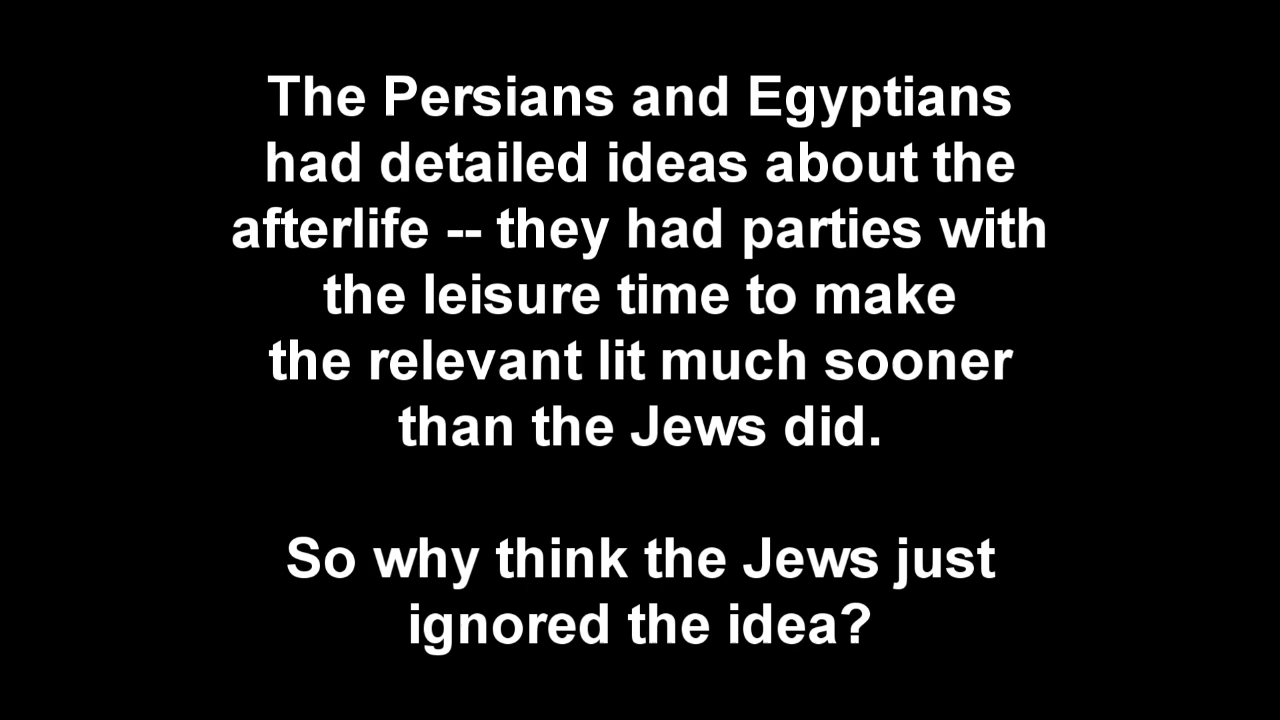 The Persians and Egyptians
had detailed ideas about the
afterlife -- they had parties with
the leisure time to make
the relevant lit much sooner
than the Jews did.
So why think the Jews just
ignored the idea?